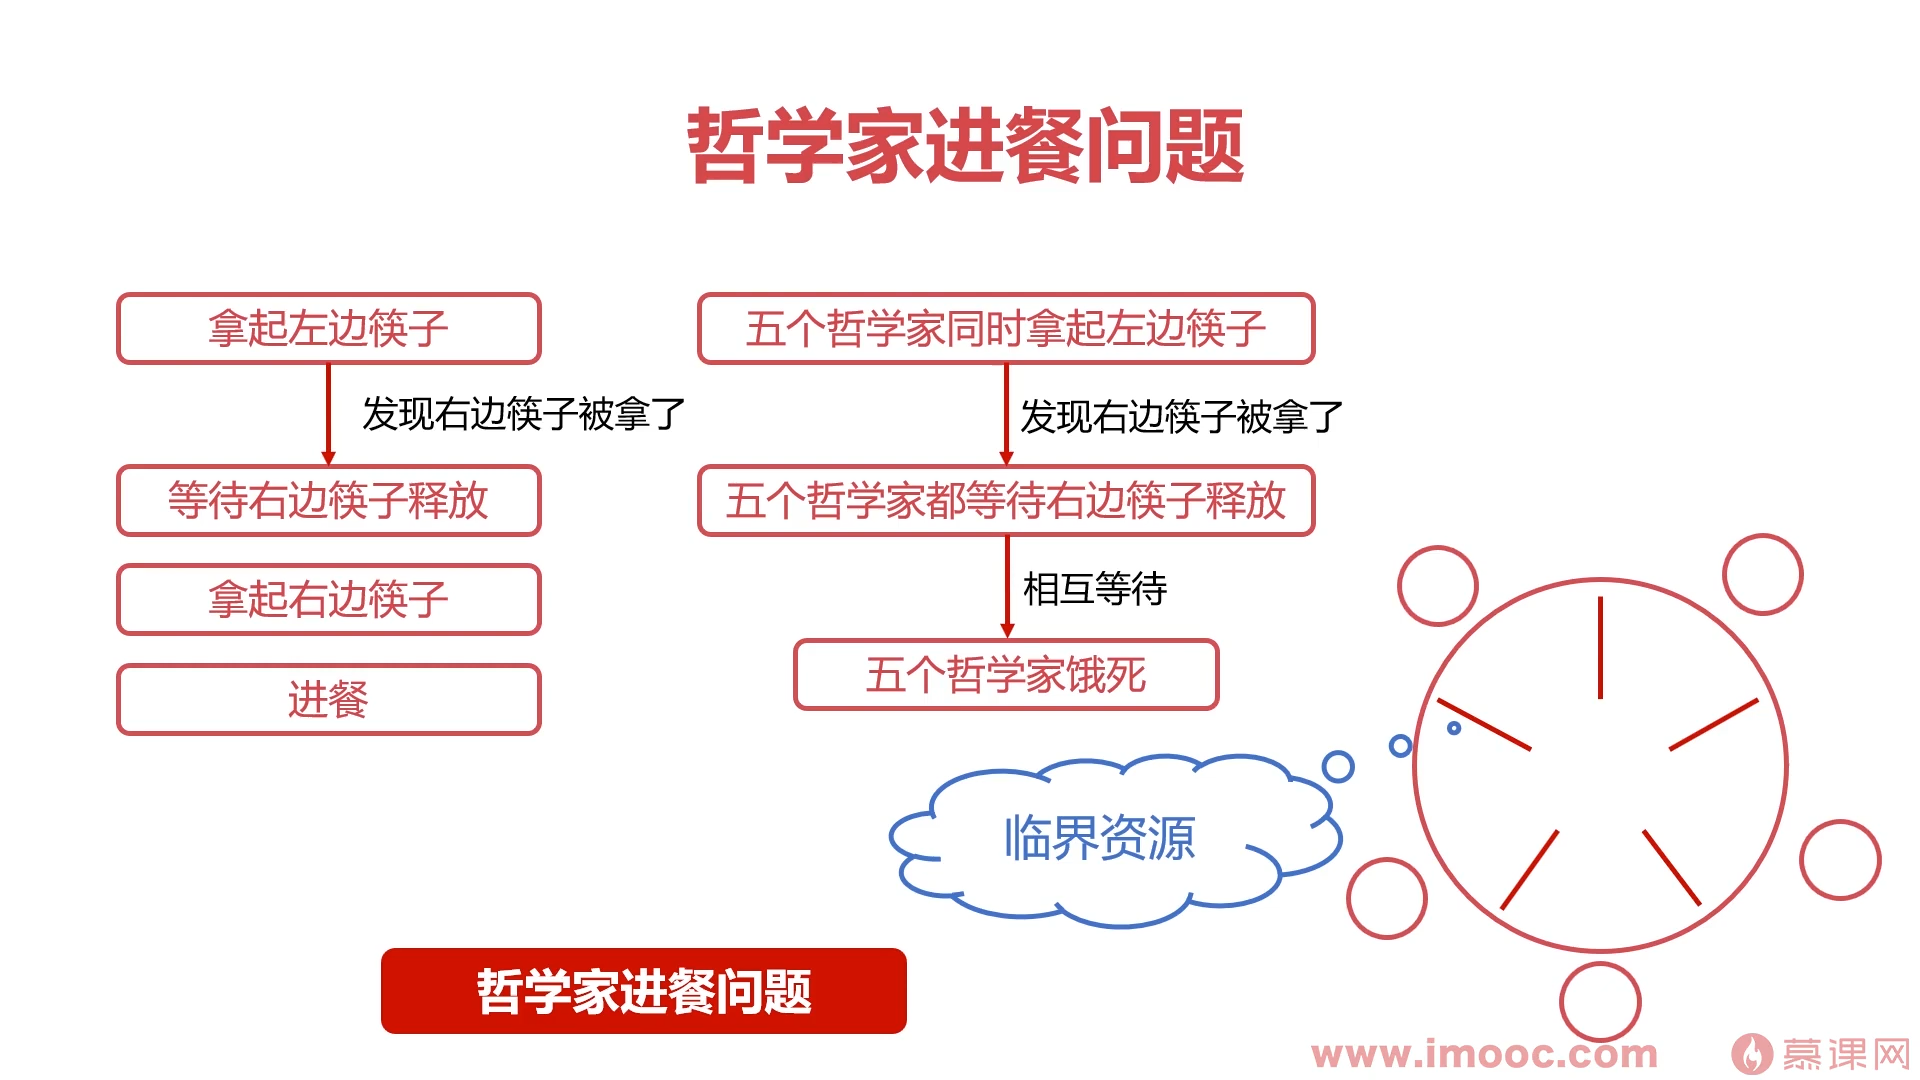 哲学家进餐问题
拿起左边筷子
发现右边筷子被拿了
等待右边筷子释放
拿起右边筷子
进餐
五个哲学家同时拿起左边筷子
发现右边筷子被拿了
五个哲学家都等待右边筷子释放
相互等待
五个哲学家饿死
临界资源
哲学家进餐问题
www.imooc.com
慕课网